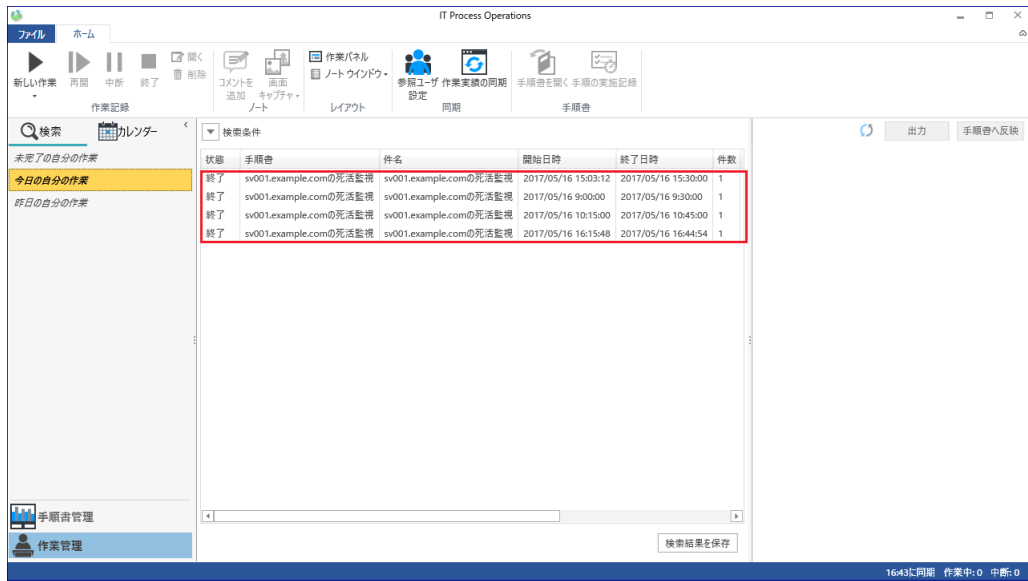 IT Process Operations
ファイル ホーム
新しい作業 再開 中断 終了 開く 削除
作業記録
コメントを追加 画面キャプチャ
ノート
作業パネル
ノート ウインドウ
レイアウト
参照ユーザ設定 作業実績の同期
同期
手順書を開く 手順の実施記録
手順書
検索 カレンダー
未完了の自分の作業
今日の自分の作業
昨日の自分の作業
検索条件
状態 手順書 件名 開始日時 終了日時 件数
終了 sv001.example.comの死活監視 sv001.example.comの死活監視 2017/05/16 15:03:12 2017/05/16 15:30:00 1
終了 sv001.example.comの死活監視 sv001.example.comの死活監視 2017/05/16 9:00:00 2017/05/16 9:30:00 1
終了 sv001.example.comの死活監視 sv001.example.comの死活監視 2017/05/16 10:15:00 2017/05/16 10:45:00 1
終了 sv001.example.comの死活監視 sv001.example.comの死活監視 2017/05/16 16:15:48 2017/05/16 16:44:54 1
出力 手順書へ反映
手順書管理
作業管理
検索結果を保存
16:43に同期 作業中: 0 中断: 0